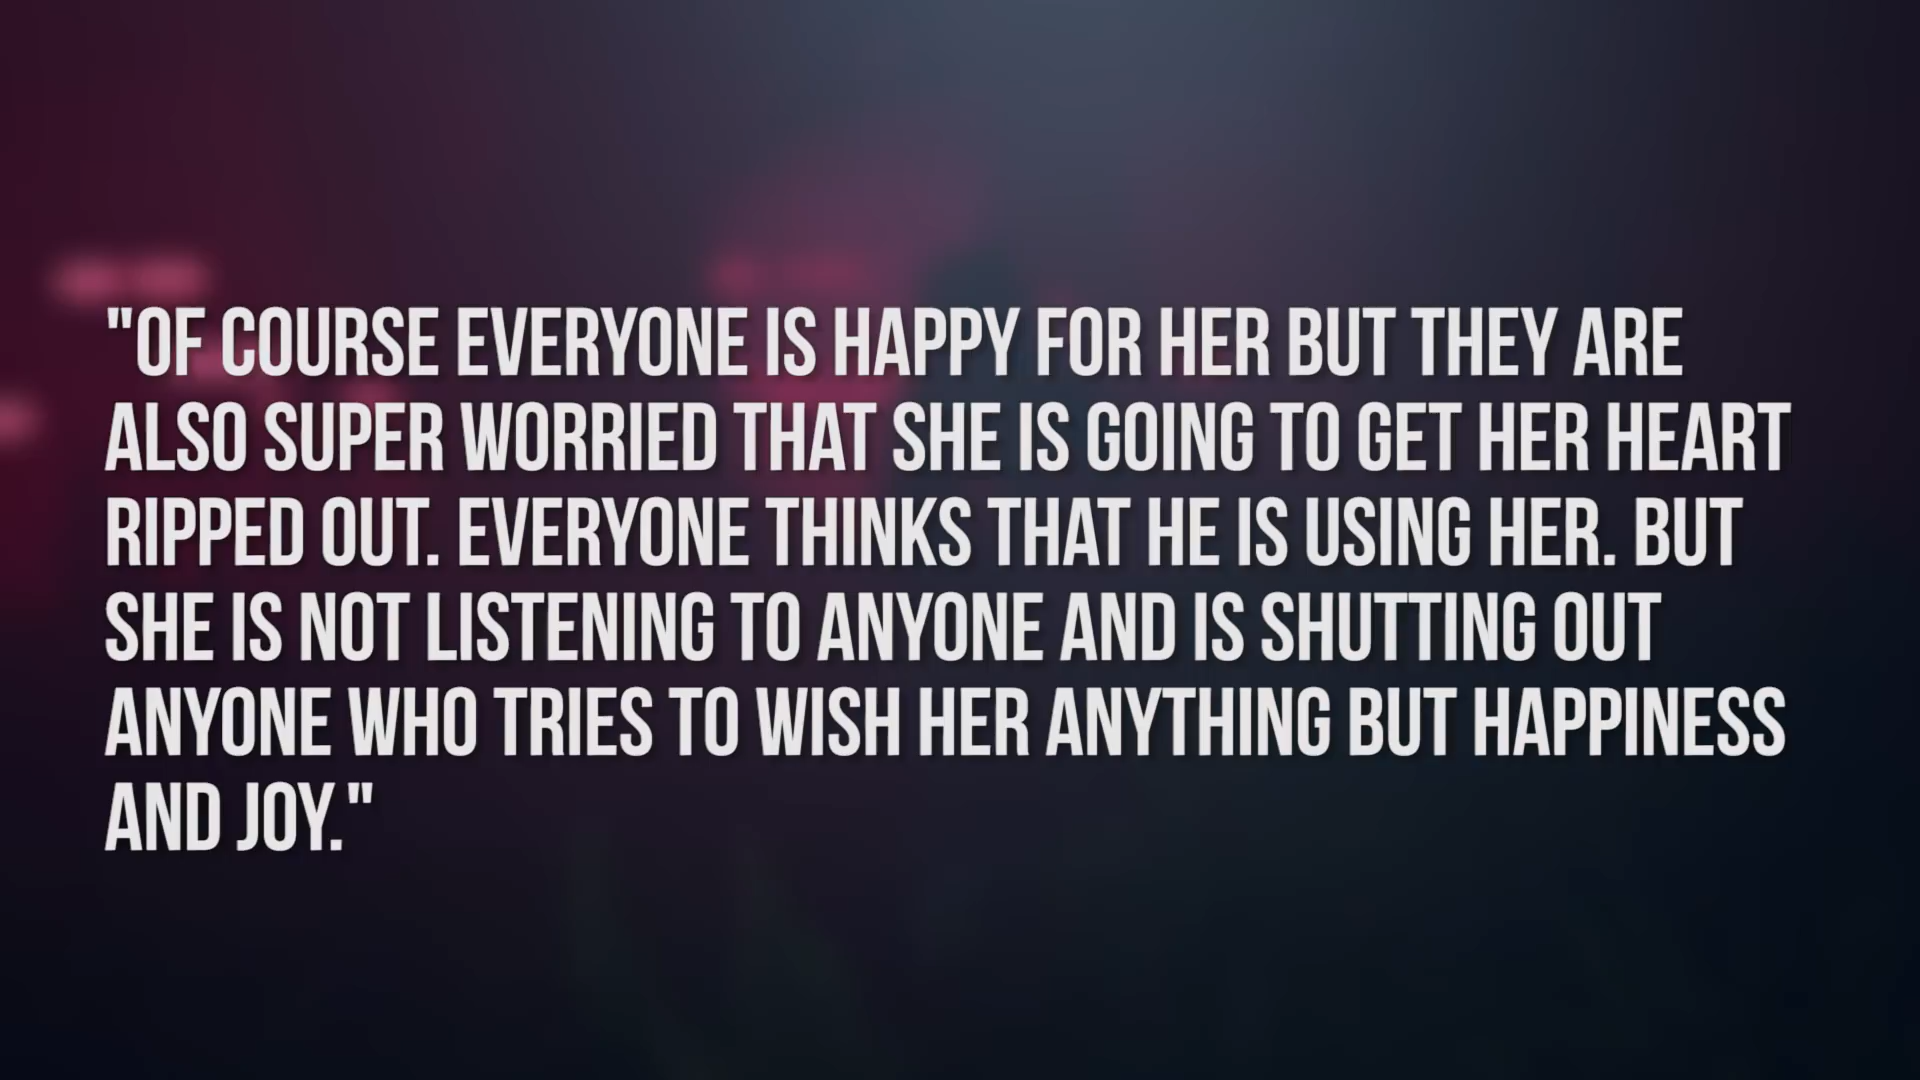 "OF COURSE EVERYONE IS HAPPY FOR HER BUT THEY ARE
ALSO SUPER WORRIED THAT SHE IS GOING TO GET HER HEART
RIPPED OUT. EVERYONE THINKS THAT HE IS USING HER. BUT
SHE IS NOT LISTENING TO ANYONE AND IS SHUTTING OUT
ANYONE WHO TRIES TO WISH HER ANYTHING BUT HAPPINESS
AND JOY."